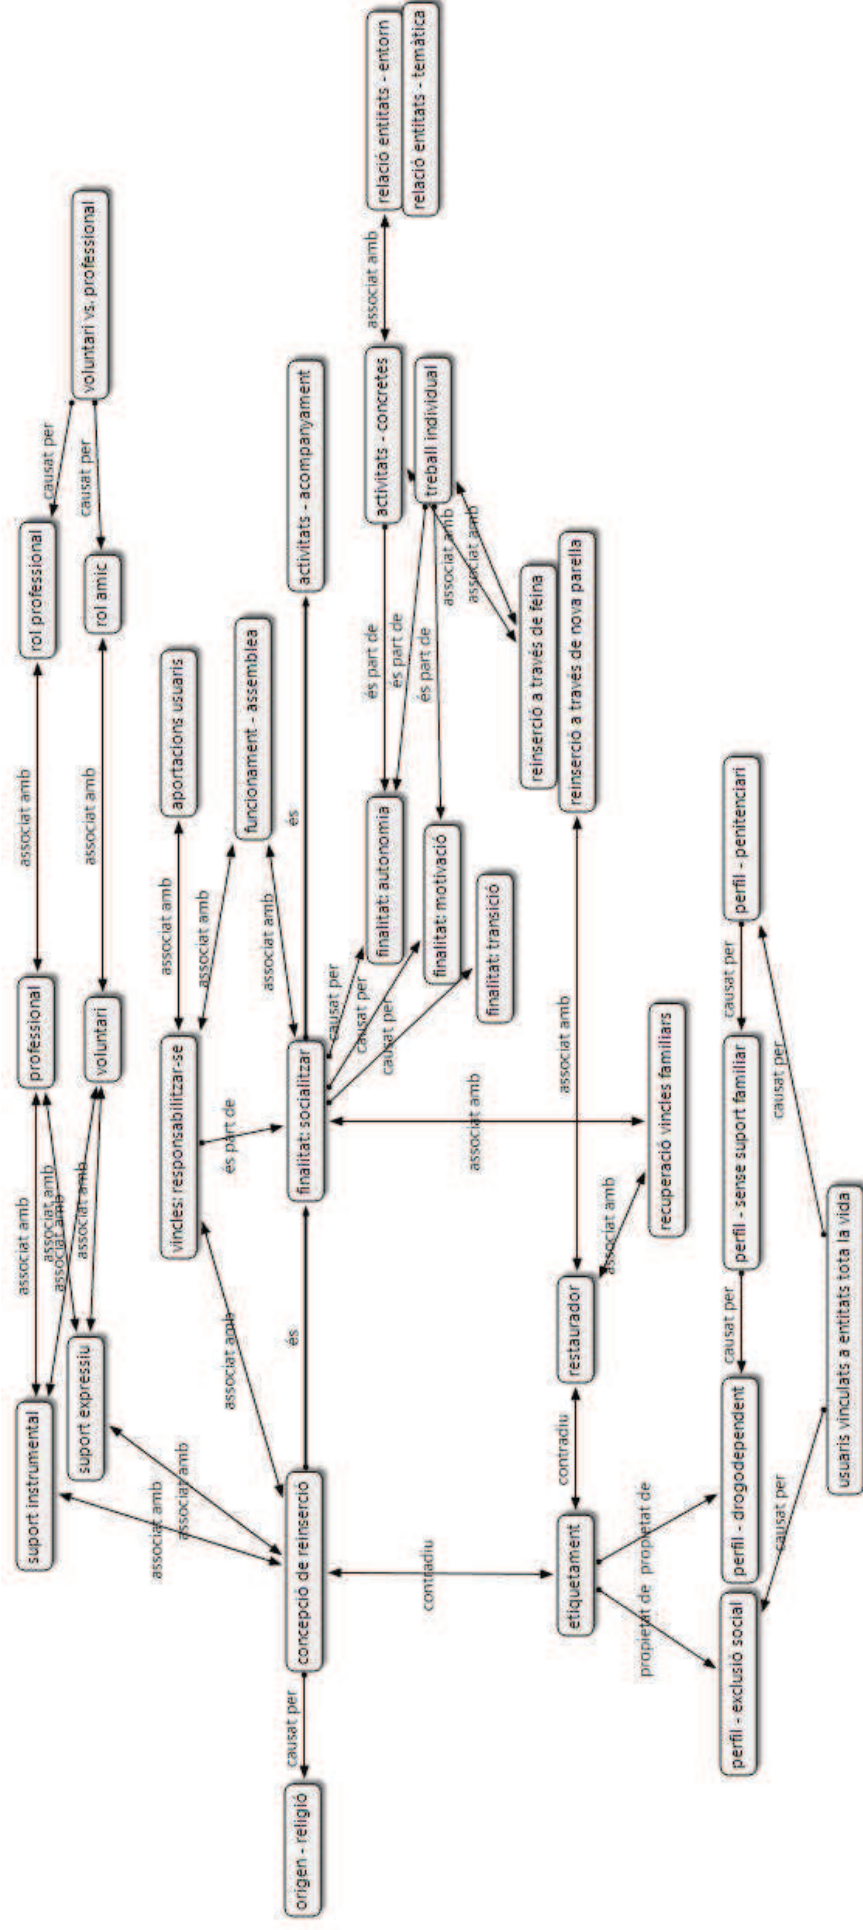 suport instrumental
associat amb
professional
associat amb
rol professional
causat per
voluntari vs. professional
causat per
rol amic
associat amb
voluntari
associat amb
associat amb
associat amb
suport expressiu
associat amb
associat amb
vincles: responsabilitzar-se
associat amb
aportacions usuaris
associat amb
associat amb
funcionament - assemblea
associat amb
és part de
origen - religió
causat per
concepció de reinserció
és
finalitat: socialitzar
és
activitats - acompanyament
causat per
causat per
causat per
finalitat: autonomia
finalitat: motivació
finalitat: transició
és part de
és part de
és part de
activitats - concretes
treball individual
associat amb
relació entitats - entorn
relació entitats - temàtica
associat amb
associat amb
reinserció a través de feina
reinserció a través de nova parella
contradiu
associat amb
associat amb
etiquetament
contradiu
restaurador
associat amb
recuperació vincles familiars
propietat de
propietat de
perfil - exclusió social
perfil - drogodependent
causat per
perfil - sense suport familiar
causat per
perfil - penitenciari
causat per
causat per
usuaris vinculats a entitats tota la vida